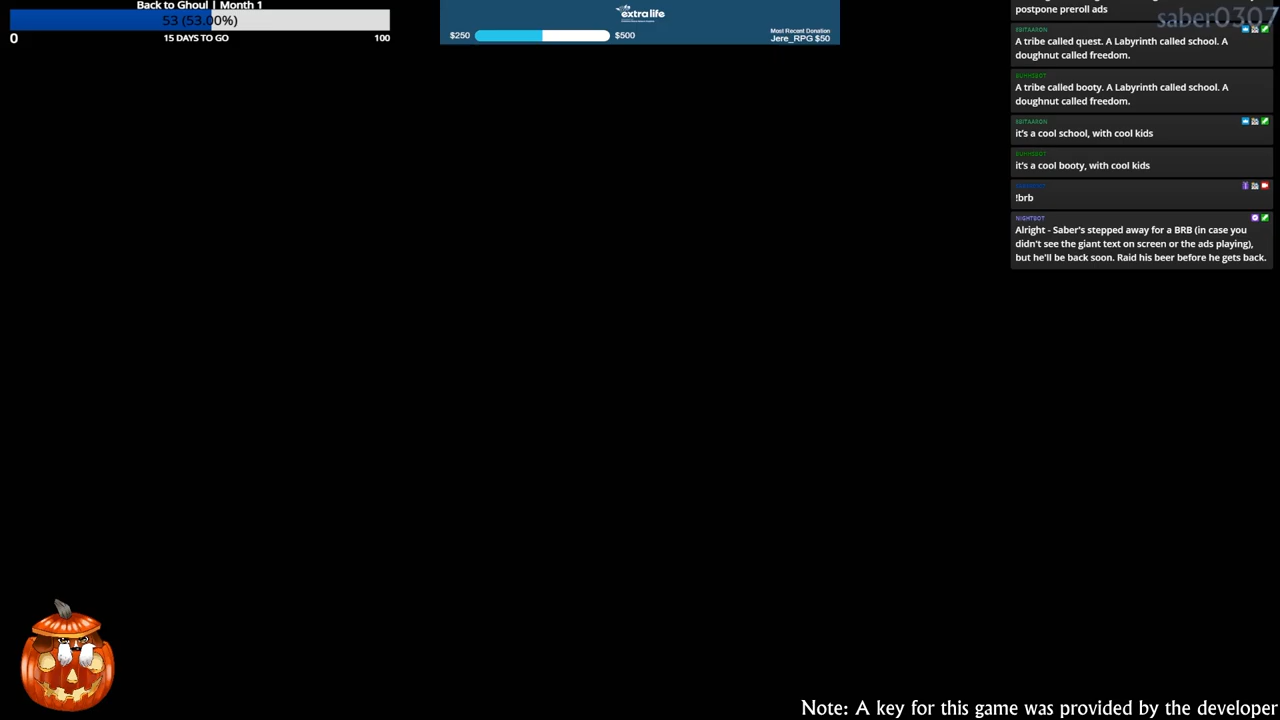 Back to Ghoul | Month 1
53 (53.00%)
0
15 DAYS TO GO
100
extra life
$250
$500
Most Recent Donation
Jere_RPG $50
postpone preroll ads
saber0307
8BITAARON
A tribe called quest. A Labyrinth called school. A
doughnut called freedom.
BUTTSBOT
A tribe called booty. A Labyrinth called school. A
doughnut called freedom.
8BITAARON
it's a cool school, with cool kids
BUTTSBOT
it's a cool booty, with cool kids
!brb
NIGHTBOT
Alright - Saber's stepped away for a BRB (in case you
didn't see the giant text on screen or the ads playing),
but he'll be back soon. Raid his beer before he gets back.
Note: A key for this game was provided by the developer